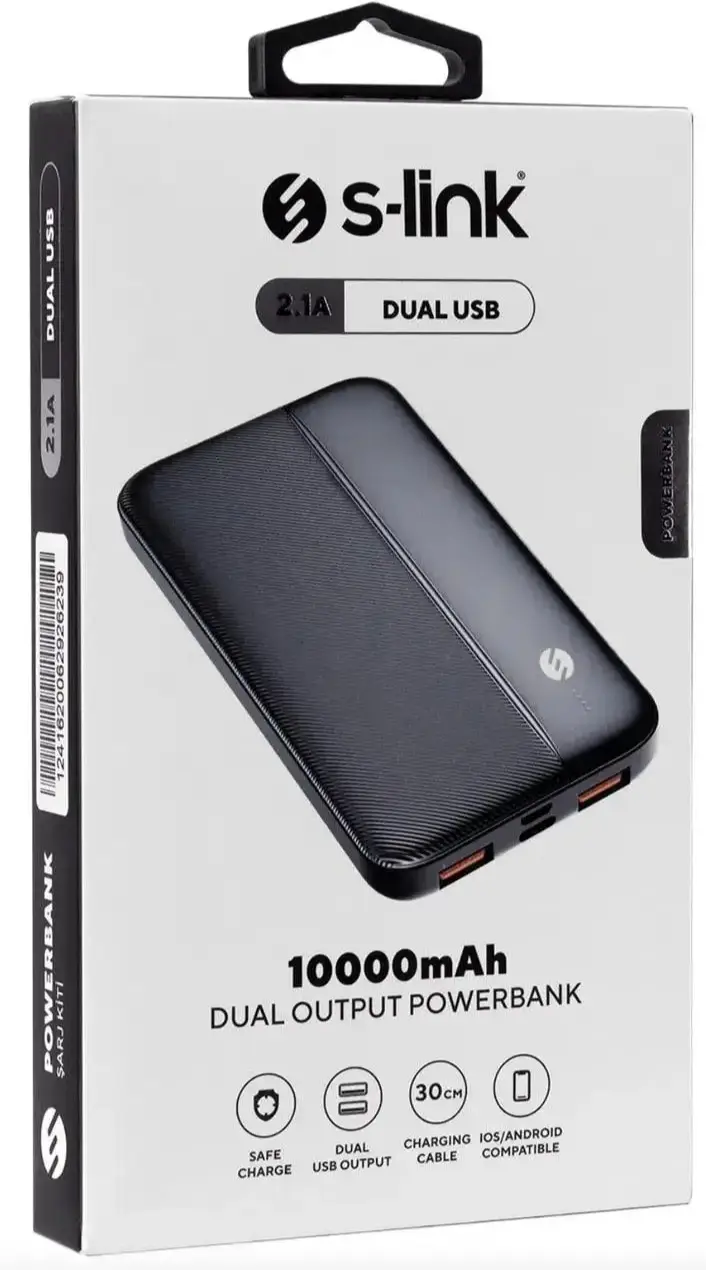 s-link®
2.1A DUAL USB
POWERBANK
10000mAh
DUAL OUTPUT POWERBANK
SAFE
CHARGE
DUAL
USB OUTPUT
30CM
CHARGING
CABLE
IOS/ANDROID
COMPATIBLE
2.1A DUAL USB
1241620062926239
POWERBANK
ŞARJ KİTİ